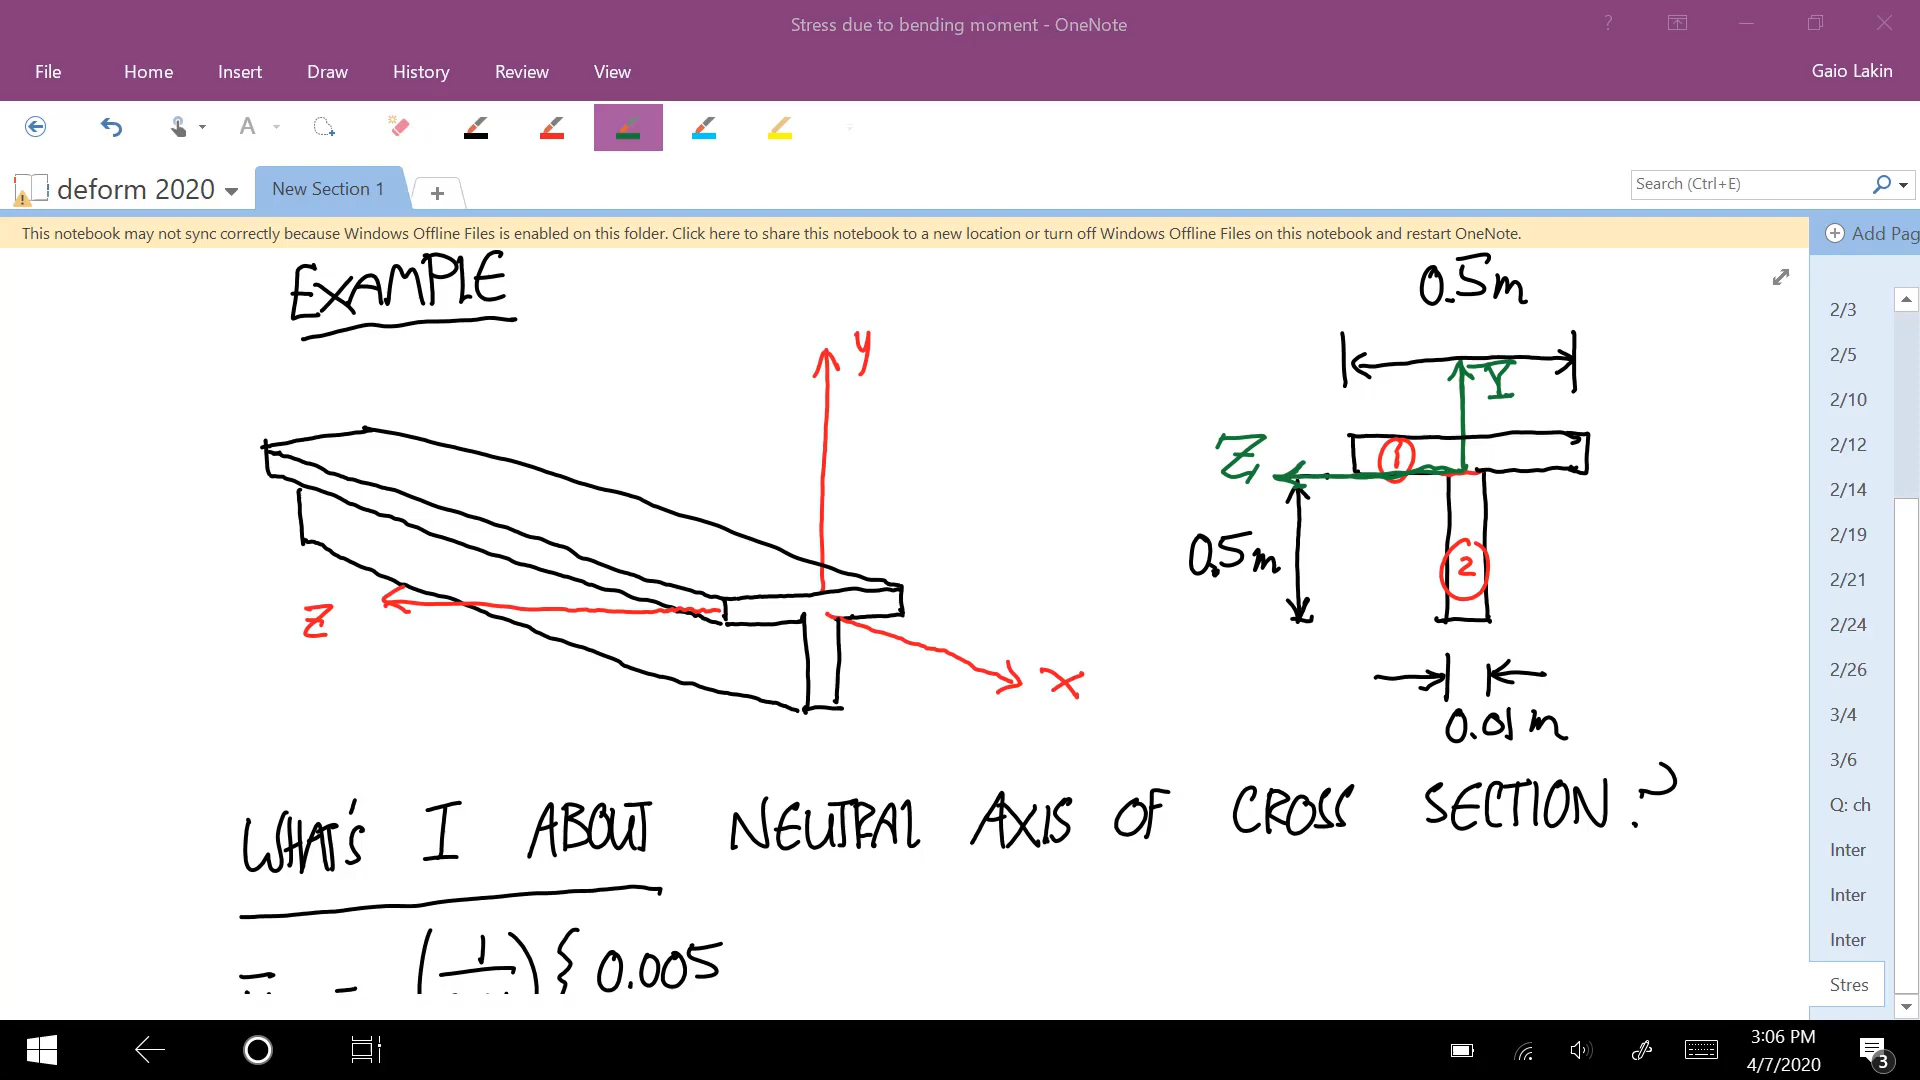 Stress due to bending moment - OneNote
?
File Home Insert Draw History Review View
Gaio Lakin
A
deform 2020
New Section 1
+
Search (Ctrl+E)
This notebook may not sync correctly because Windows Offline Files is enabled on this folder. Click here to share this notebook to a new location or turn off Windows Offline Files on this notebook and restart OneNote.
Add Pag
EXAMPLE
0.5m
y
Y
Z
1
0.5m
2
Z
X
0.01 m
WHAT'S I ABOUT NEUTRAL AXIS OF CROSS SECTION?
= (1 { 0.005
2/3
2/5
2/10
2/12
2/14
2/19
2/21
2/24
2/26
3/4
3/6
Q: ch
Inter
Inter
Inter
Stres
3:06 PM
4/7/2020
3